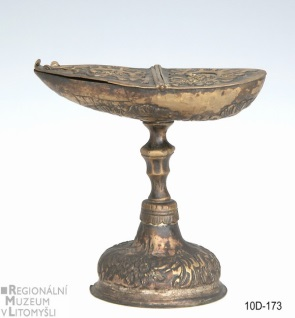 REGIONÁLNÍ
MUZEUM
V LITOMYŠLI
10D-173